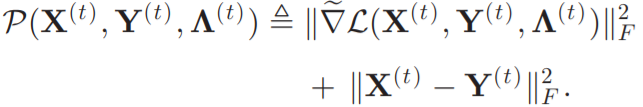 𝒫(𝐗^(t), 𝐘^(t), 𝚲^(t)) ≜ ‖∇̃ℒ(𝐗^(t), 𝐘^(t), 𝚲^(t))‖_F^2
+ ‖𝐗^(t) − 𝐘^(t)‖_F^2.